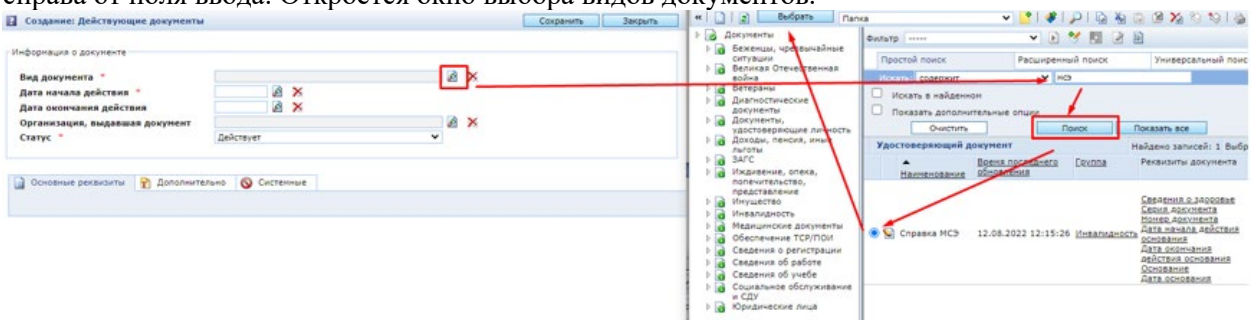 справа от поля ввода. Откроется окно выбора видов документов.
Создание: Действующие документы
Сохранить
Закрыть
Информация о документе
Вид документа *
Дата начала действия *
Дата окончания действия
Организация, выдавшая документ
Статус *
Действует
Основные реквизиты
Дополнительно
Системные
«
Выбрать
Папка
Документы
Беженцы, чрезвычайные
ситуации
Великая Отечественная
война
Ветераны
Диагностические
документы
Документы,
удостоверяющие личность
Доходы, пенсия, иные
льготы
ЗАГС
Иждивение, опека,
попечительство,
представление
Имущество
Инвалидность
Медицинские документы
Обеспечение ТСР/ПОИ
Сведения о регистрации
Сведения об работе
Сведения об учебе
Социальное обслуживание
и СДУ
Юридические лица
Фильтр -----
Простой поиск
Расширенный поиск
Универсальный поис
Искать: содержит
мсэ
Искать в найденном
Показать дополнительные опции
Очистить
Поиск
Показать все
Удостоверяющий документ
Найдено записей: 1 Выбр
Наименование
Время последнего
обновления
Группа
Реквизиты документа
Справка МСЭ
12.08.2022 12:15:26
Инвалидность
Сведения о здоровье
Серия документа
Номер документа
Дата начала действия
основания
Дата окончания
действия основания
Основание
Дата основания